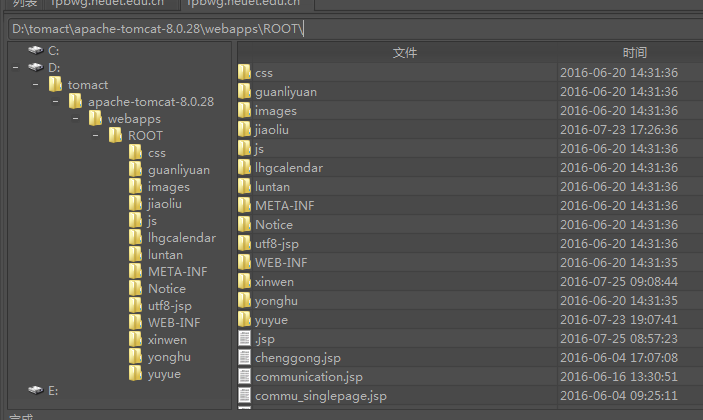 列表 fpbwg.neuet.edu.cn fpbwg.neuet.edu.cn
D:\tomact\apache-tomcat-8.0.28\webapps\ROOT\
C:
D:
tomact
apache-tomcat-8.0.28
webapps
ROOT
css
guanliyuan
images
jiaoliu
js
lhgcalendar
luntan
META-INF
Notice
utf8-jsp
WEB-INF
xinwen
yonghu
yuyue
E:
文件 时间
css 2016-06-20 14:31:36
guanliyuan 2016-06-20 14:31:36
images 2016-06-20 14:31:36
jiaoliu 2016-07-23 17:26:36
js 2016-06-20 14:31:36
lhgcalendar 2016-06-20 14:31:36
luntan 2016-06-20 14:31:36
META-INF 2016-06-20 14:31:36
Notice 2016-06-20 14:31:36
utf8-jsp 2016-06-20 14:31:36
WEB-INF 2016-06-20 14:31:35
xinwen 2016-07-25 09:08:44
yonghu 2016-06-20 14:31:35
yuyue 2016-07-23 19:07:41
.jsp 2016-07-25 08:57:23
chenggong.jsp 2016-06-04 17:07:08
communication.jsp 2016-06-16 13:30:51
commu_singlepage.jsp 2016-06-04 09:25:11
完成